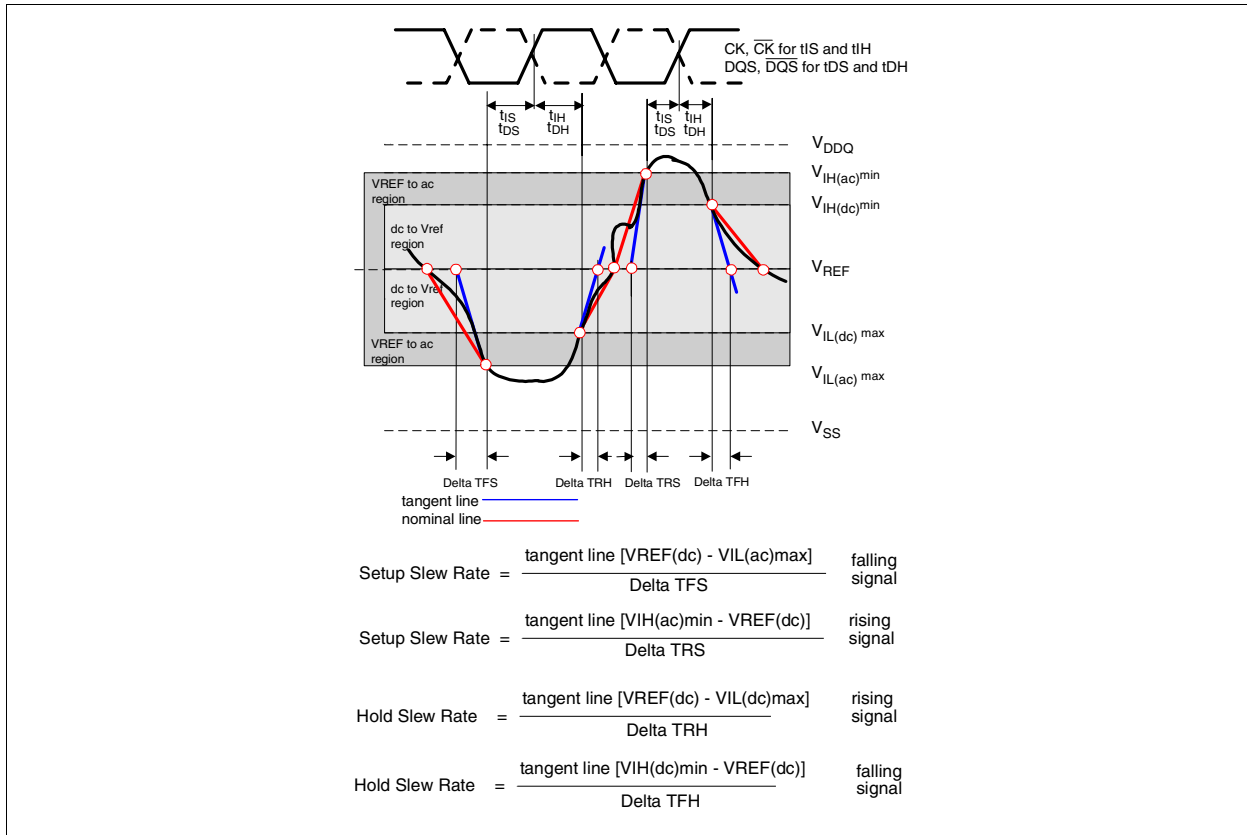 CK, CK for tIS and tIH
DQS, DQS for tDS and tDH
tIS tIH tIS tIH
tDS tDH tDS tDH
VDDQ
VREF to ac
region
VIH(ac)min
VIH(dc)min
dc to Vref
region
VREF
dc to Vref
region
VIL(dc) max
VREF to ac
region
VIL(ac) max
VSS
Delta TFS Delta TRH Delta TRS Delta TFH
tangent line
nominal line
tangent line [VREF(dc) - VIL(ac)max]
Setup Slew Rate =
Delta TFS
falling
signal
tangent line [VIH(ac)min - VREF(dc)]
Setup Slew Rate =
Delta TRS
rising
signal
tangent line [VREF(dc) - VIL(dc)max]
Hold Slew Rate =
Delta TRH
rising
signal
tangent line [VIH(dc)min - VREF(dc)]
Hold Slew Rate =
Delta TFH
falling
signal